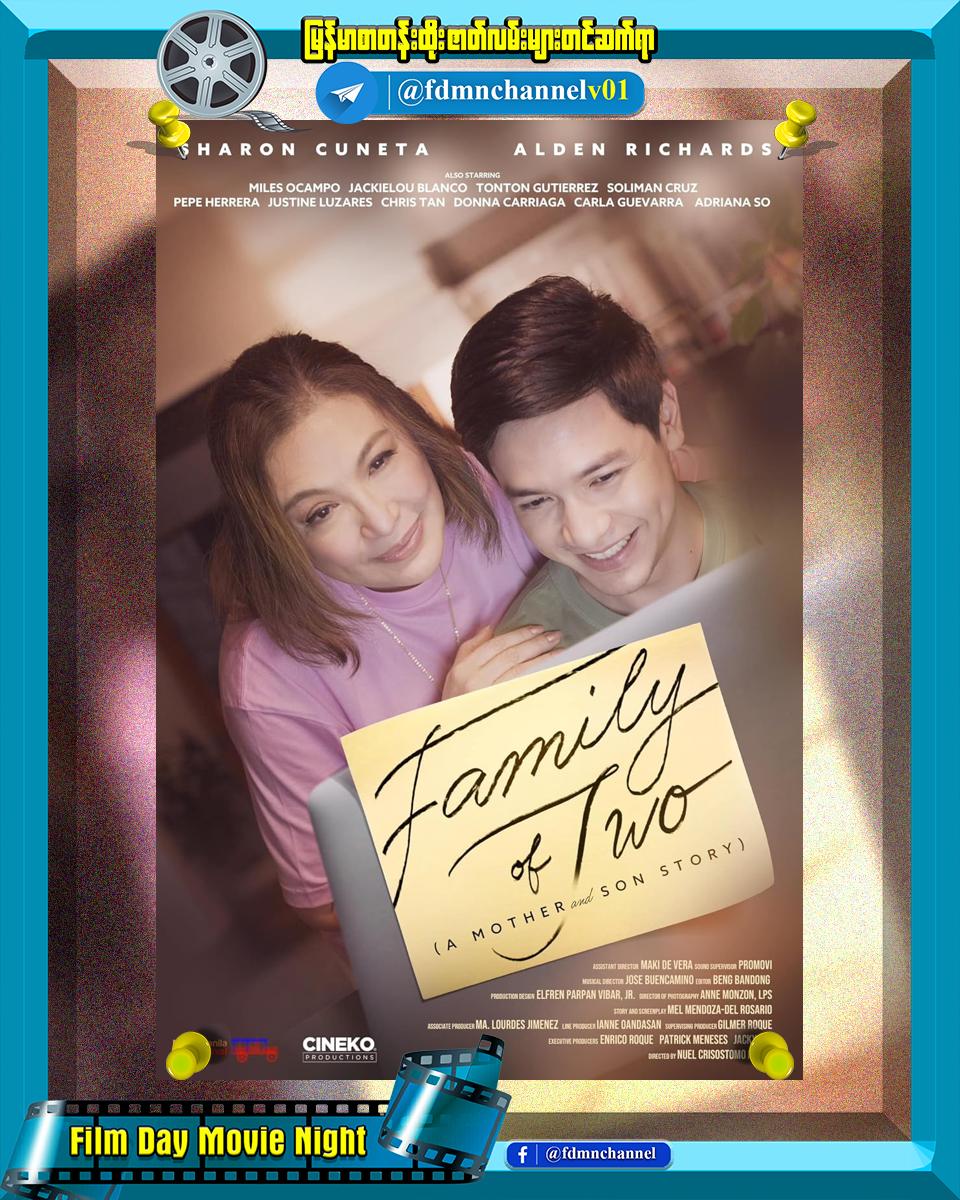 မြန်မာစာတန်းထိုးဇာတ်လမ်းများတင်ဆက်ရာ
@fdmnchannelv01
SHARON CUNETA ALDEN RICHARDS
ALSO STARRING
MILES OCAMPO JACKIELOU BLANCO TONTON GUTIERREZ SOLIMAN CRUZ
PEPE HERRERA JUSTINE LUZARES CHRIS TAN DONNA CARRIAGA CARLA GUEVARRA ADRIANA SO
Family
of Two
(A MOTHER and SON STORY)
ASSISTANT DIRECTOR MAKI DE VERA SOUND SUPERVISOR PROMOVI
MUSICAL DIRECTOR JOSE BUENCAMINO EDITOR BENG BANDONG
PRODUCTION DESIGN ELFREN PARPAN VIBAR, JR. DIRECTOR OF PHOTOGRAPHY ANNE MONZON, LPS
STORY AND SCREENPLAY MEL MENDOZA-DEL ROSARIO
ASSOCIATE PRODUCER MA. LOURDES JIMENEZ LINE PRODUCER IANNE OANDASAN SUPERVISING PRODUCER GILMER ROQUE
EXECUTIVE PRODUCERS ENRICO ROQUE PATRICK MENESES
DIRECTED BY NUEL CRISOSTOMO
CINEKO
PRODUCTIONS
Film Day Movie Night
@fdmnchannel